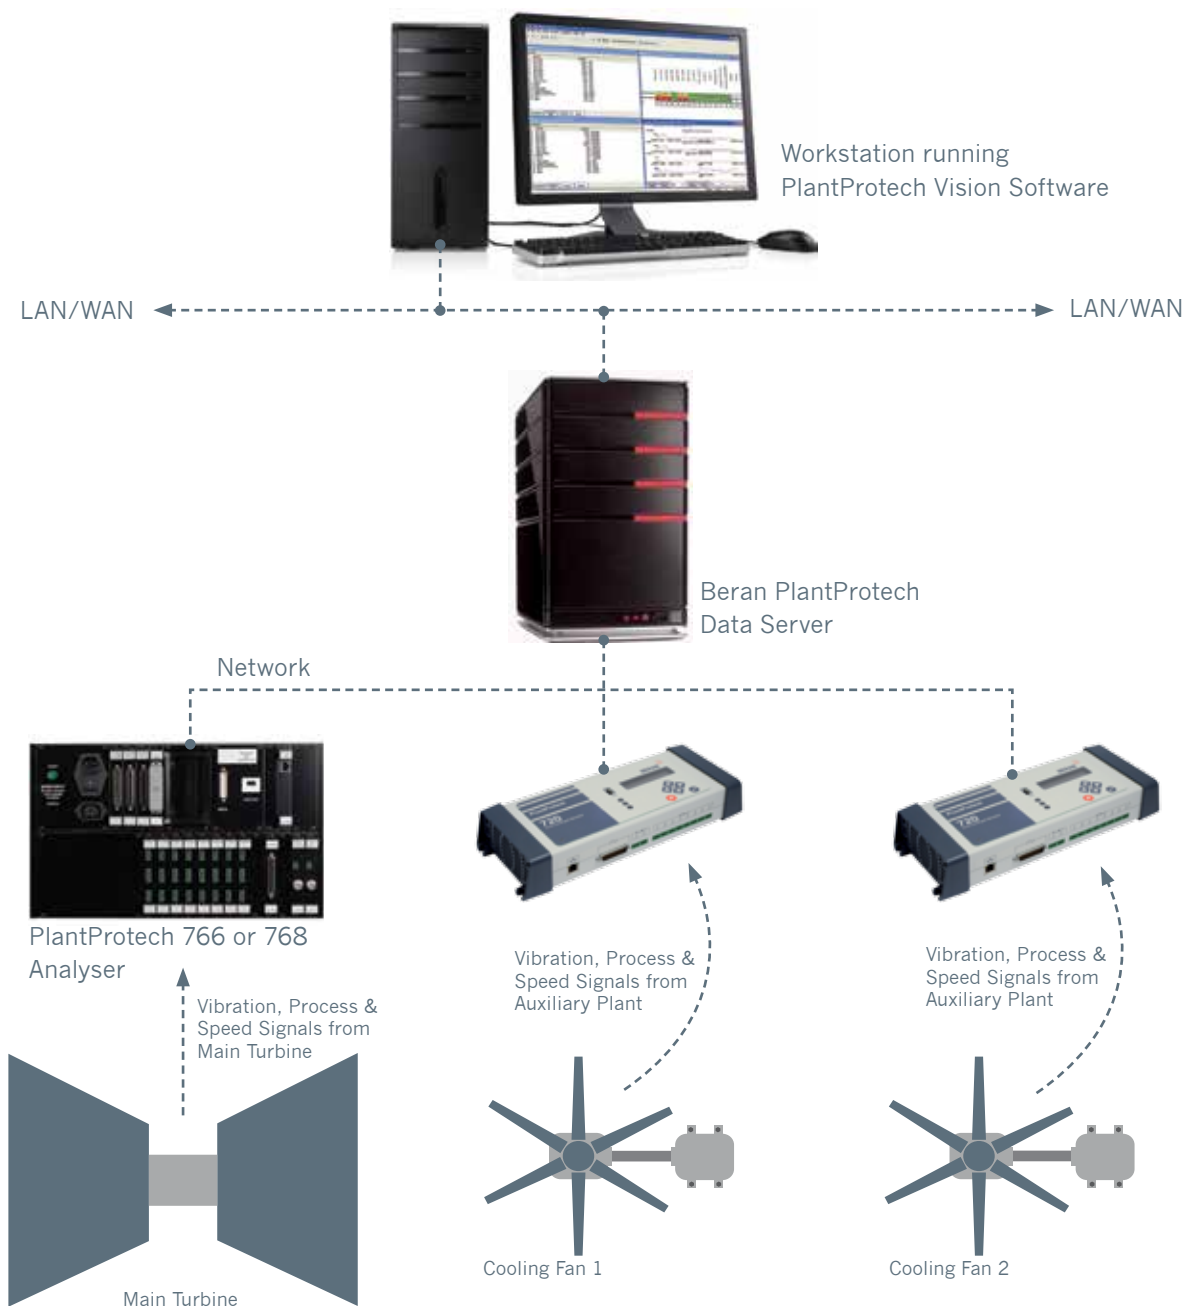 Workstation running
PlantProtech Vision Software
LAN/WAN
LAN/WAN
Beran PlantProtech
Data Server
Network
720
720
PlantProtech 766 or 768
Analyser
Vibration, Process &
Speed Signals from
Main Turbine
Vibration, Process &
Speed Signals from
Auxiliary Plant
Vibration, Process &
Speed Signals from
Auxiliary Plant
Cooling Fan 1
Cooling Fan 2
Main Turbine